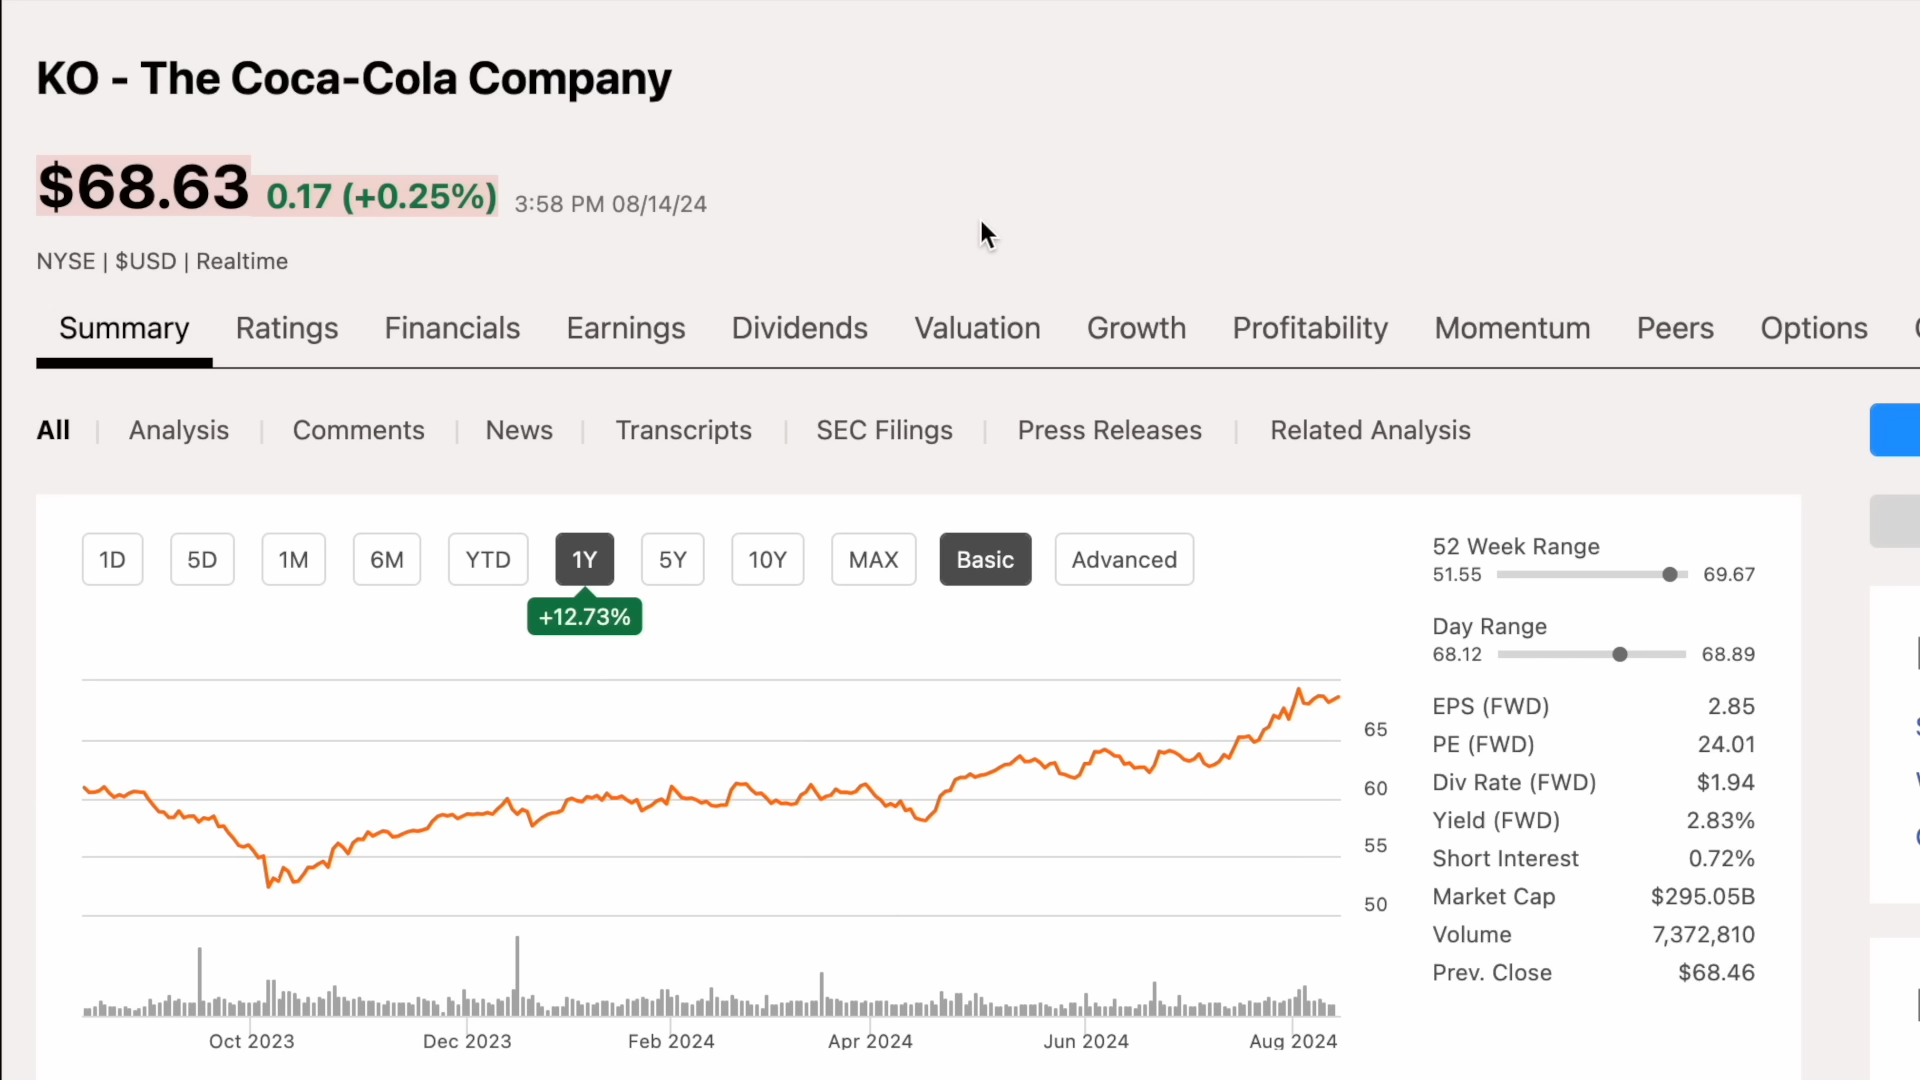 KO - The Coca-Cola Company
$68.63 0.17 (+0.25%) 3:58 PM 08/14/24
NYSE | $USD | Realtime
Summary Ratings Financials Earnings Dividends Valuation Growth Profitability Momentum Peers Options
All | Analysis | Comments | News | Transcripts | SEC Filings | Press Releases | Related Analysis
1D 5D 1M 6M YTD 1Y 5Y 10Y MAX Basic Advanced
+12.73%
65
60
55
50
Oct 2023 Dec 2023 Feb 2024 Apr 2024 Jun 2024 Aug 2024
52 Week Range
51.55 69.67
Day Range
68.12 68.89
EPS (FWD) 2.85
PE (FWD) 24.01
Div Rate (FWD) $1.94
Yield (FWD) 2.83%
Short Interest 0.72%
Market Cap $295.05B
Volume 7,372,810
Prev. Close $68.46